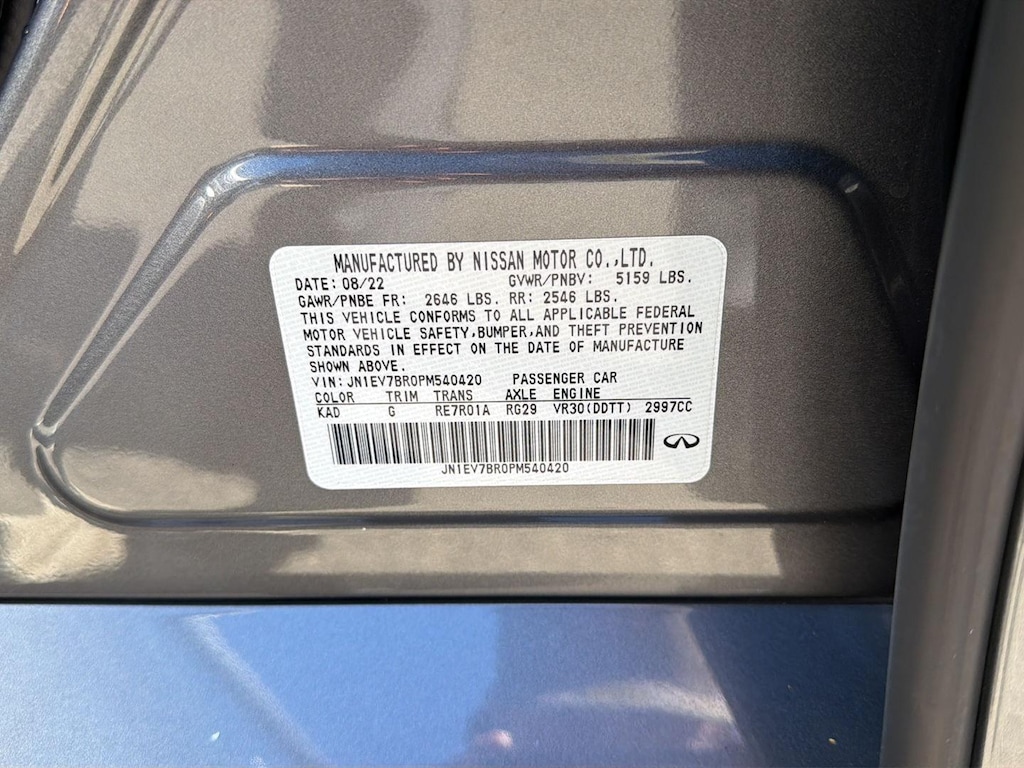 MANUFACTURED BY NISSAN MOTOR CO.,LTD.
DATE: 08/22 GVWR/PNBV: 5159 LBS.
GAWR/PNBE FR: 2646 LBS. RR: 2546 LBS.
THIS VEHICLE CONFORMS TO ALL APPLICABLE FEDERAL
MOTOR VEHICLE SAFETY,BUMPER,AND THEFT PREVENTION
STANDARDS IN EFFECT ON THE DATE OF MANUFACTURE
SHOWN ABOVE.
VIN:JN1EV7BR0PM540420 PASSENGER CAR
COLOR TRIM TRANS AXLE ENGINE
KAD G RE7R01A RG29 VR30(DDTT) 2997CC
JN1EV7BR0PM540420